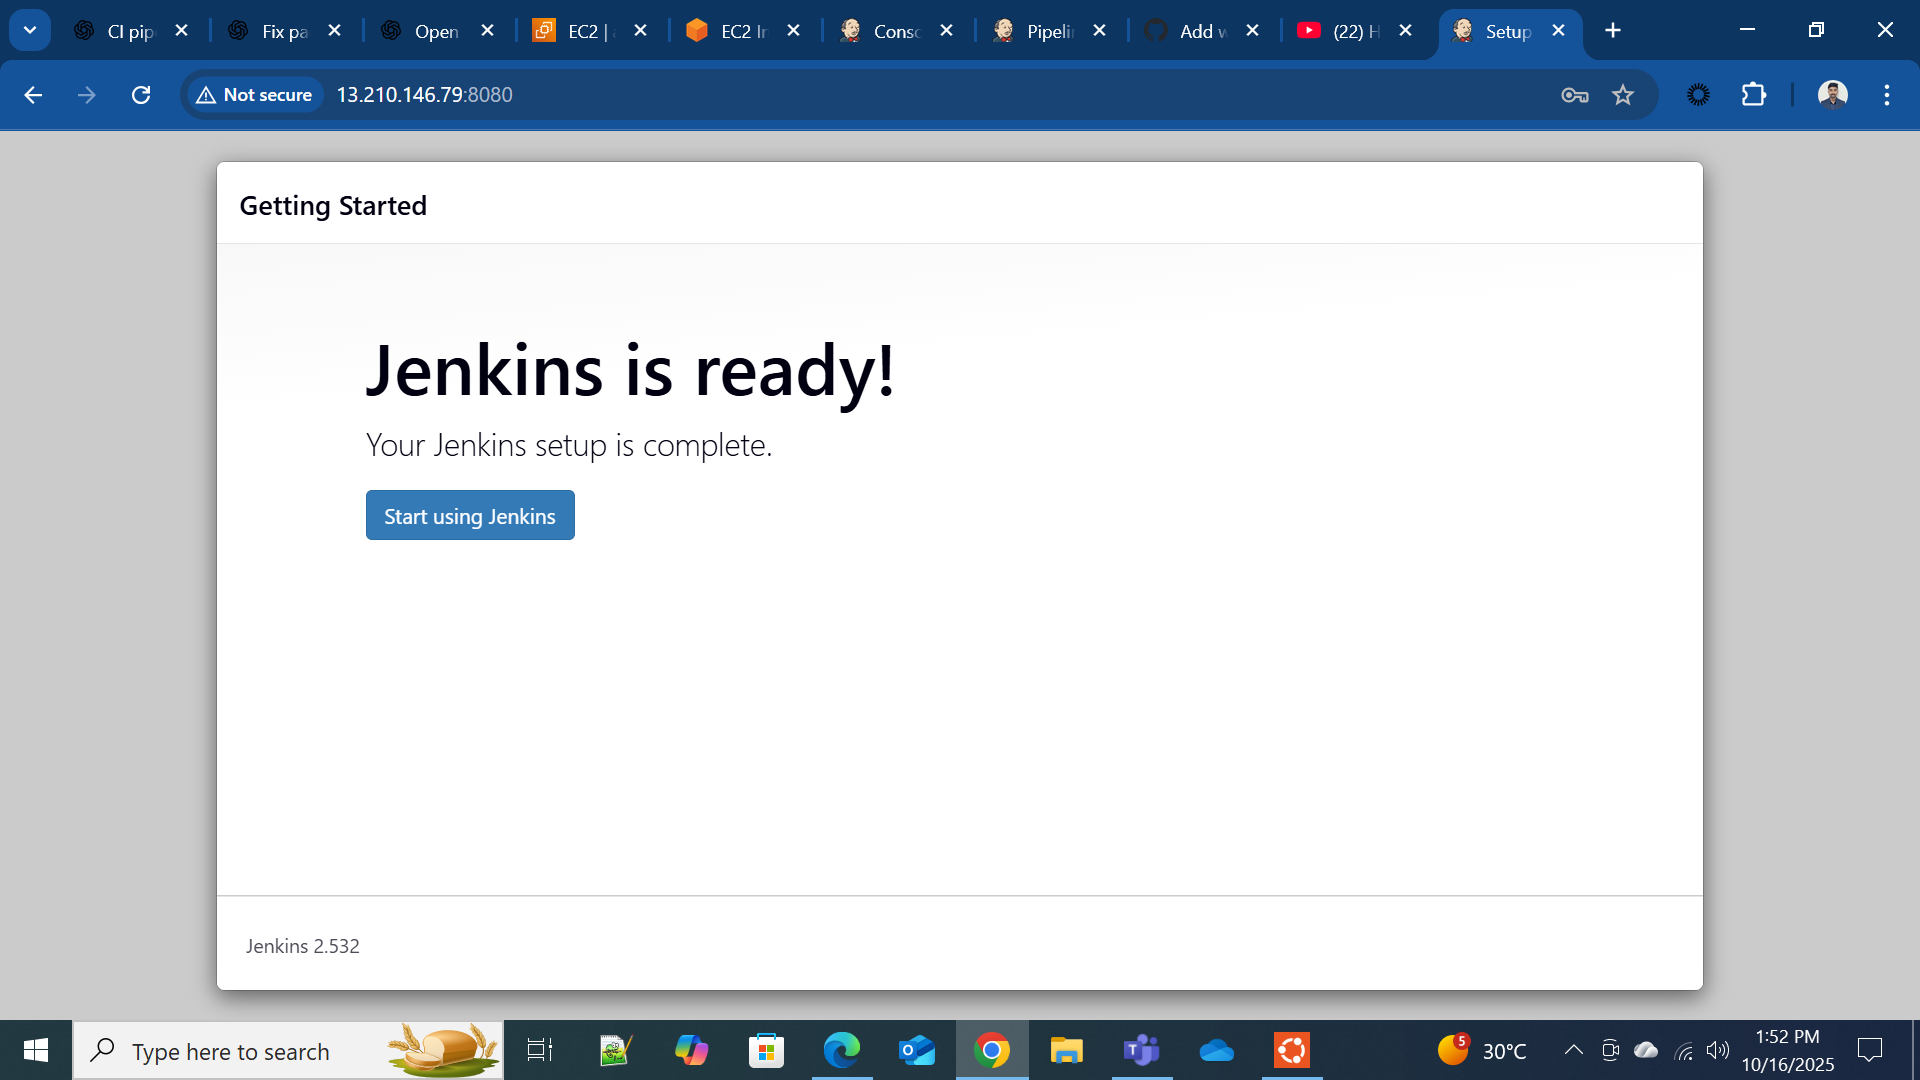 CI pip
Fix pa
Open
EC2 |
EC2 In
Consc
Pipelin
Add w
(22) H
Setup
Not secure
13.210.146.79:8080
Getting Started
Jenkins is ready!
Your Jenkins setup is complete.
Start using Jenkins
Jenkins 2.532
Type here to search
5
30°C
1:52 PM
10/16/2025